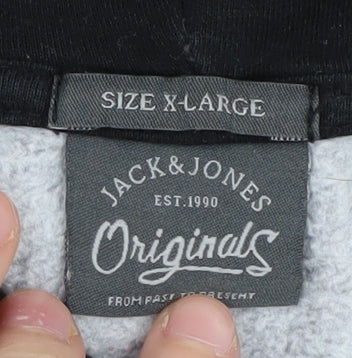 SIZE X-LARGE
JACK&JONES
EST.1990
Originals
FROM PAST TO PRESENT